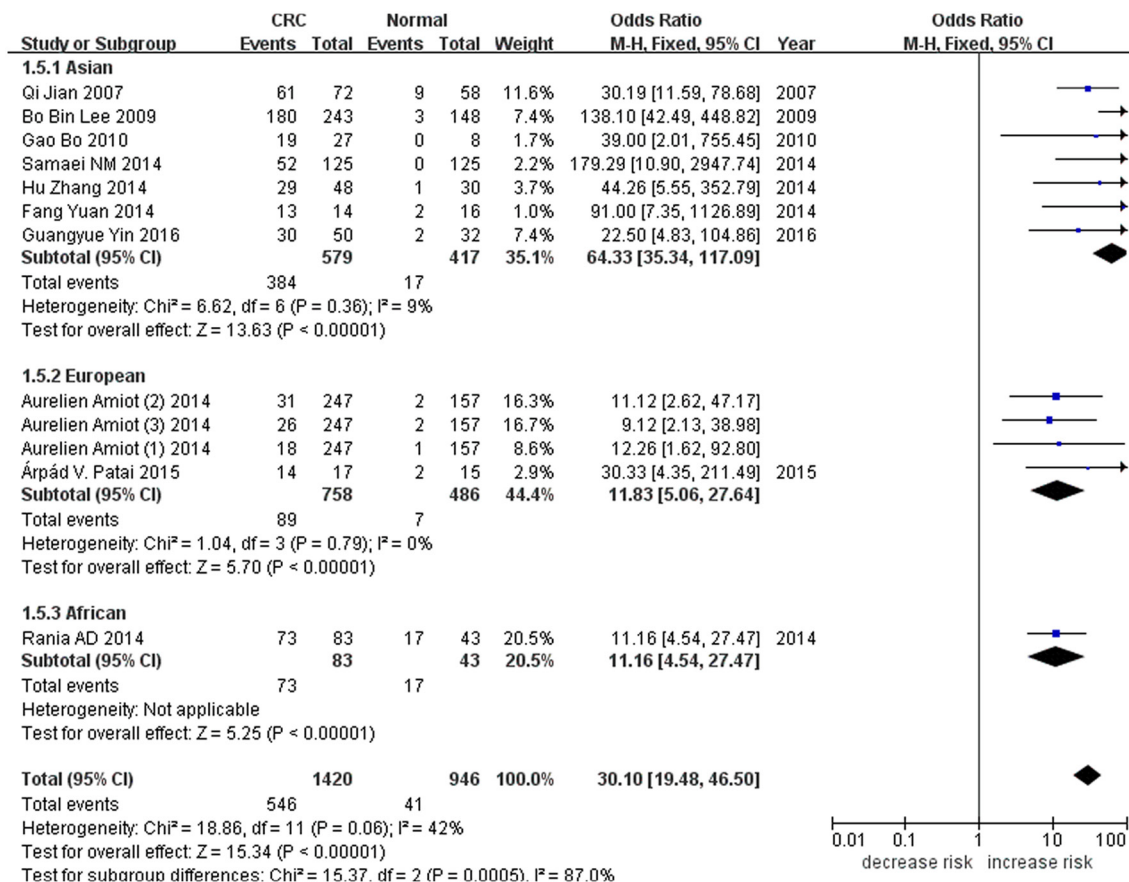 CRC Normal Odds Ratio Odds Ratio
Study or Subgroup Events Total Events Total Weight M-H, Fixed, 95% CI Year M-H, Fixed, 95% CI
1.5.1 Asian
Qi Jian 2007 61 72 9 58 11.6% 30.19 [11.59, 78.68] 2007
Bo Bin Lee 2009 180 243 3 148 7.4% 138.10 [42.49, 448.82] 2009
Gao Bo 2010 19 27 0 8 1.7% 39.00 [2.01, 755.45] 2010
Samaei NM 2014 52 125 0 125 2.2% 179.29 [10.90, 2947.74] 2014
Hu Zhang 2014 29 48 1 30 3.7% 44.26 [5.55, 352.79] 2014
Fang Yuan 2014 13 14 2 16 1.0% 91.00 [7.35, 1126.89] 2014
Guangyue Yin 2016 30 50 2 32 7.4% 22.50 [4.83, 104.86] 2016
Subtotal (95% CI) 579 417 35.1% 64.33 [35.34, 117.09]
Total events 384 17
Heterogeneity: Chi² = 6.62, df = 6 (P = 0.36); I² = 9%
Test for overall effect: Z = 13.63 (P < 0.00001)
1.5.2 European
Aurelien Amiot (2) 2014 31 247 2 157 16.3% 11.12 [2.62, 47.17]
Aurelien Amiot (3) 2014 26 247 2 157 16.7% 9.12 [2.13, 38.98]
Aurelien Amiot (1) 2014 18 247 1 157 8.6% 12.26 [1.62, 92.80]
Árpád V. Patai 2015 14 17 2 15 2.9% 30.33 [4.35, 211.49] 2015
Subtotal (95% CI) 758 486 44.4% 11.83 [5.06, 27.64]
Total events 89 7
Heterogeneity: Chi² = 1.04, df = 3 (P = 0.79); I² = 0%
Test for overall effect: Z = 5.70 (P < 0.00001)
1.5.3 African
Rania AD 2014 73 83 17 43 20.5% 11.16 [4.54, 27.47] 2014
Subtotal (95% CI) 83 43 20.5% 11.16 [4.54, 27.47]
Total events 73 17
Heterogeneity: Not applicable
Test for overall effect: Z = 5.25 (P < 0.00001)
Total (95% CI) 1420 946 100.0% 30.10 [19.48, 46.50]
Total events 546 41
Heterogeneity: Chi² = 18.86, df = 11 (P = 0.06); I² = 42%
Test for overall effect: Z = 15.34 (P < 0.00001)
Test for subgroup differences: Chi² = 15.37, df = 2 (P = 0.0005), I² = 87.0%
0.01 0.1 1 10 100
decrease risk increase risk